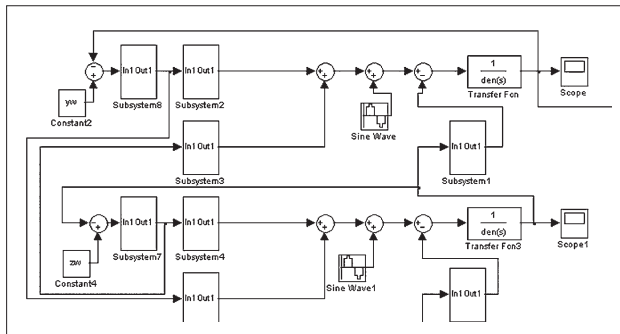 In1 Out1
In1 Out1
1
den(s)
yw
Subsystem8
Subsystem2
Transfer Fcn
Scope
Constant2
Sine Wave
In1 Out1
In1 Out1
Subsystem3
Subsystem1
In1 Out1
In1 Out1
1
den(s)
zw
Subsystem7
Subsystem4
Transfer Fcn3
Scope1
Constant4
Sine Wave1
In1 Out1
In1 Out1